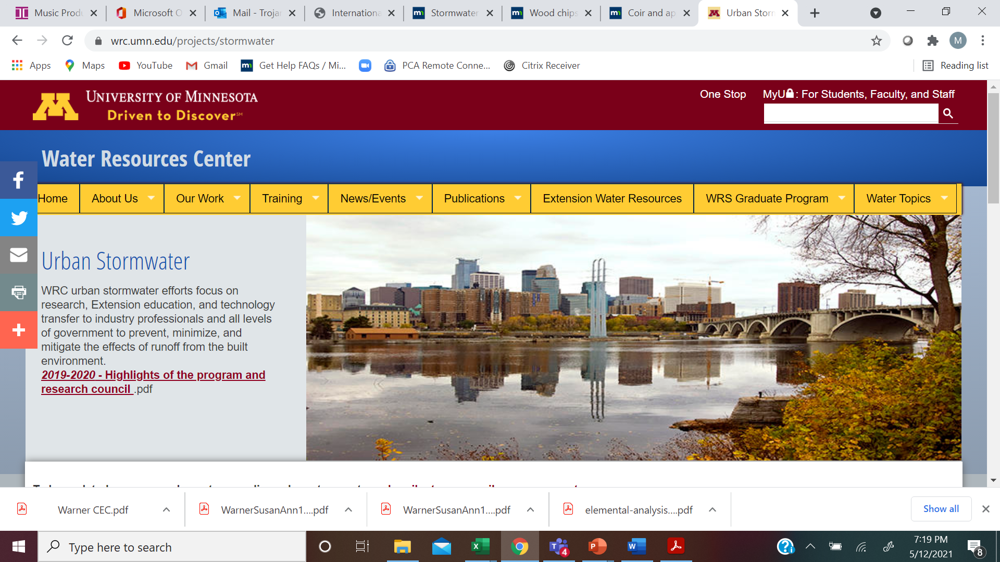 Music Produ
Microsoft O
Mail - Trojan
Internationa
Stormwater
Wood chips
Coir and ap
Urban Storm
wrc.umn.edu/projects/stormwater
M
Apps
Maps
YouTube
Gmail
Get Help FAQs / Mi...
PCA Remote Conne...
Citrix Receiver
Reading list
UNIVERSITY OF MINNESOTA
Driven to Discover℠
One Stop
MyU : For Students, Faculty, and Staff
Water Resources Center
Home
About Us
Our Work
Training
News/Events
Publications
Extension Water Resources
WRS Graduate Program
Water Topics
Urban Stormwater
WRC urban stormwater efforts focus on
research, Extension education, and technology
transfer to industry professionals and all levels
of government to prevent, minimize, and
mitigate the effects of runoff from the built
environment.
2019-2020 - Highlights of the program and
research council .pdf
Warner CEC.pdf
WarnerSusanAnn1....pdf
WarnerSusanAnn1....pdf
elemental-analysis....pdf
Show all
Type here to search
4
7:19 PM
5/12/2021
8